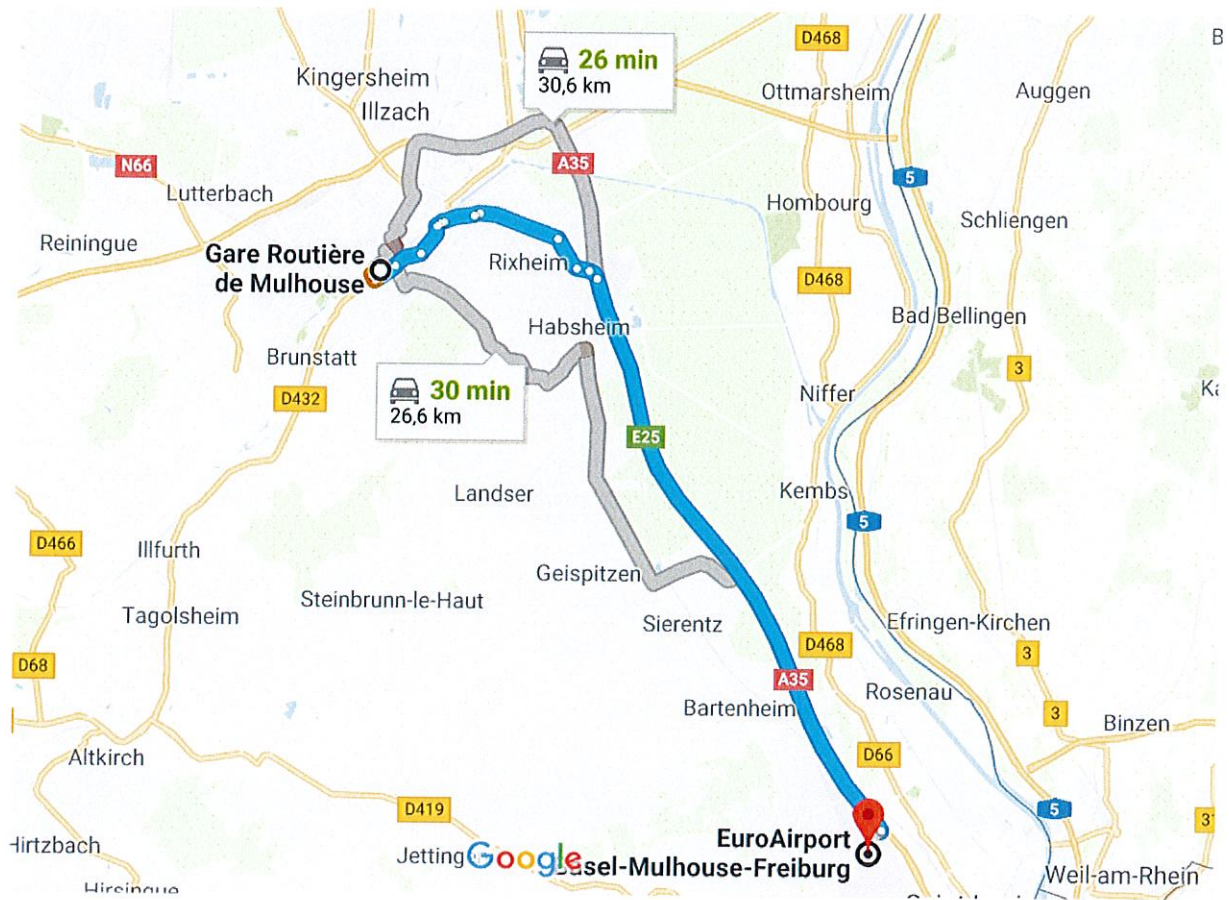 D468
B
26 min
30,6 km
Kingersheim
Illzach
Ottmarsheim
Auggen
N66
A35
5
Lutterbach
Hombourg
Schliengen
Reiningue
Gare Routière
de Mulhouse
Rixheim
D468
Habsheim
Bad Bellingen
Brunstatt
3
30 min
26,6 km
D432
Niffer
E25
Landser
Kembs
5
D466
Illfurth
Geispitzen
Steinbrunn-le-Haut
Tagolsheim
Sierentz
Efringen-Kirchen
D468
3
D68
A35
Rosenau
Bartenheim
3
Binzen
Altkirch
D66
D419
5
EuroAirport
Jetting
Google
Basel-Mulhouse-Freiburg
Weil-am-Rhein